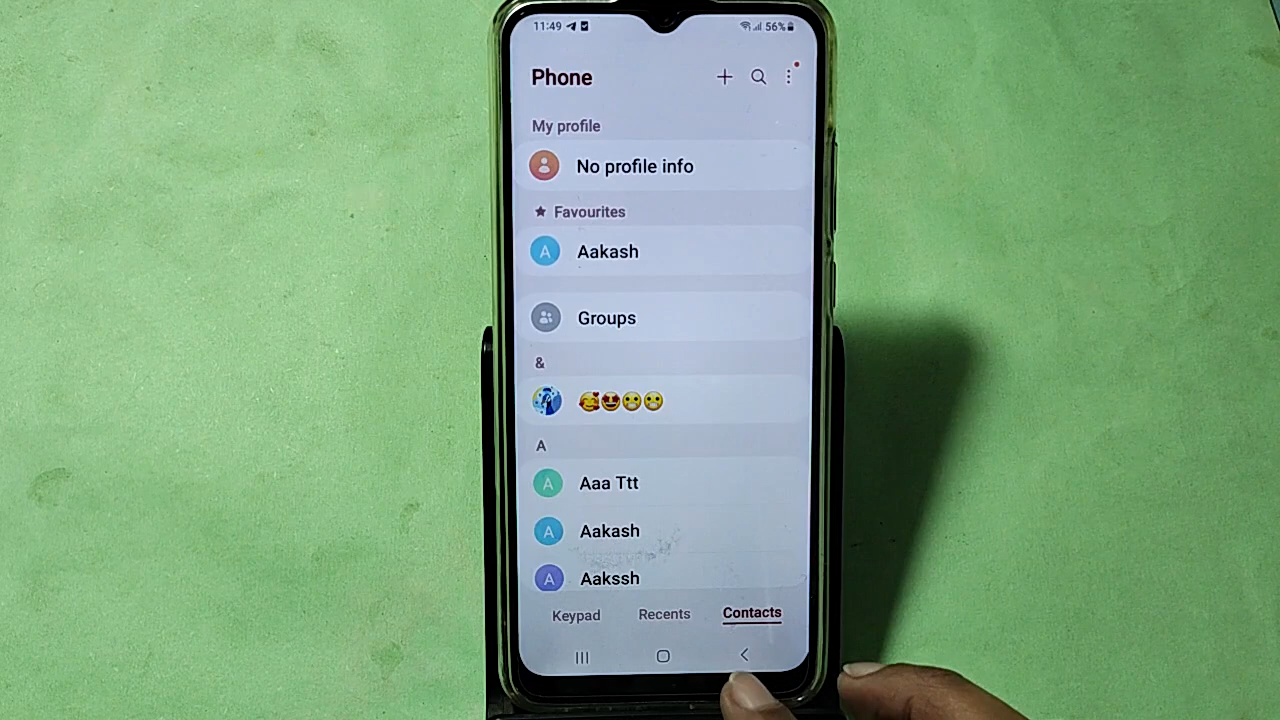 11:49 56%
Phone
My profile
No profile info
Favourites
A Aakash
Groups
&
🥰🤩😬😬
A
A Aaa Ttt
A Aakash
A Aakssh
Keypad Recents Contacts